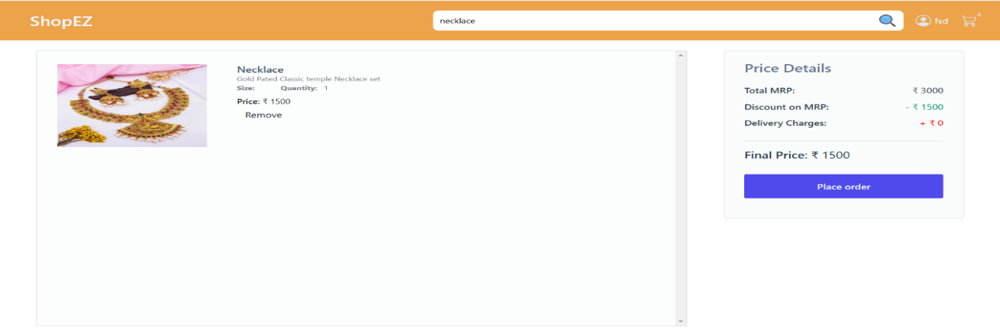 ShopEZ
necklace
fsd
4
Necklace
Gold Pated Classic temple Necklace set
Size: Quantity: 1
Price: ₹ 1500
Remove
Price Details
Total MRP: ₹ 3000
Discount on MRP: - ₹ 1500
Delivery Charges: + ₹ 0
Final Price: ₹ 1500
Place order